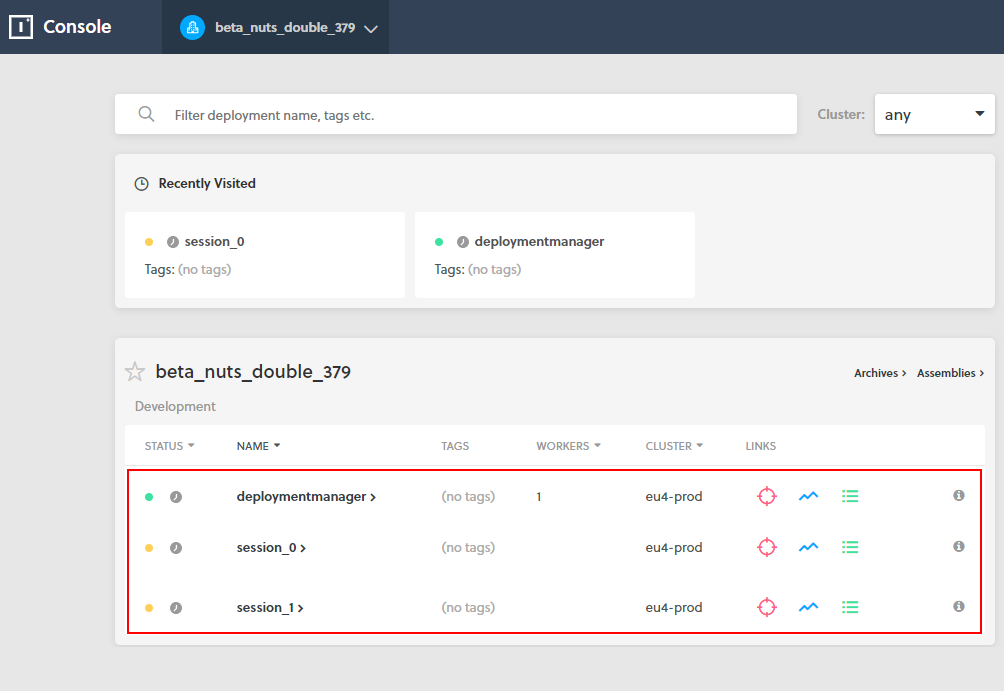 Console
beta_nuts_double_379
Filter deployment name, tags etc.
Cluster: any
Recently Visited
session_0
Tags: (no tags)
deploymentmanager
Tags: (no tags)
beta_nuts_double_379
Archives › Assemblies ›
Development
STATUS NAME TAGS WORKERS CLUSTER LINKS
deploymentmanager › (no tags) 1 eu4-prod
session_0 › (no tags) eu4-prod
session_1 › (no tags) eu4-prod